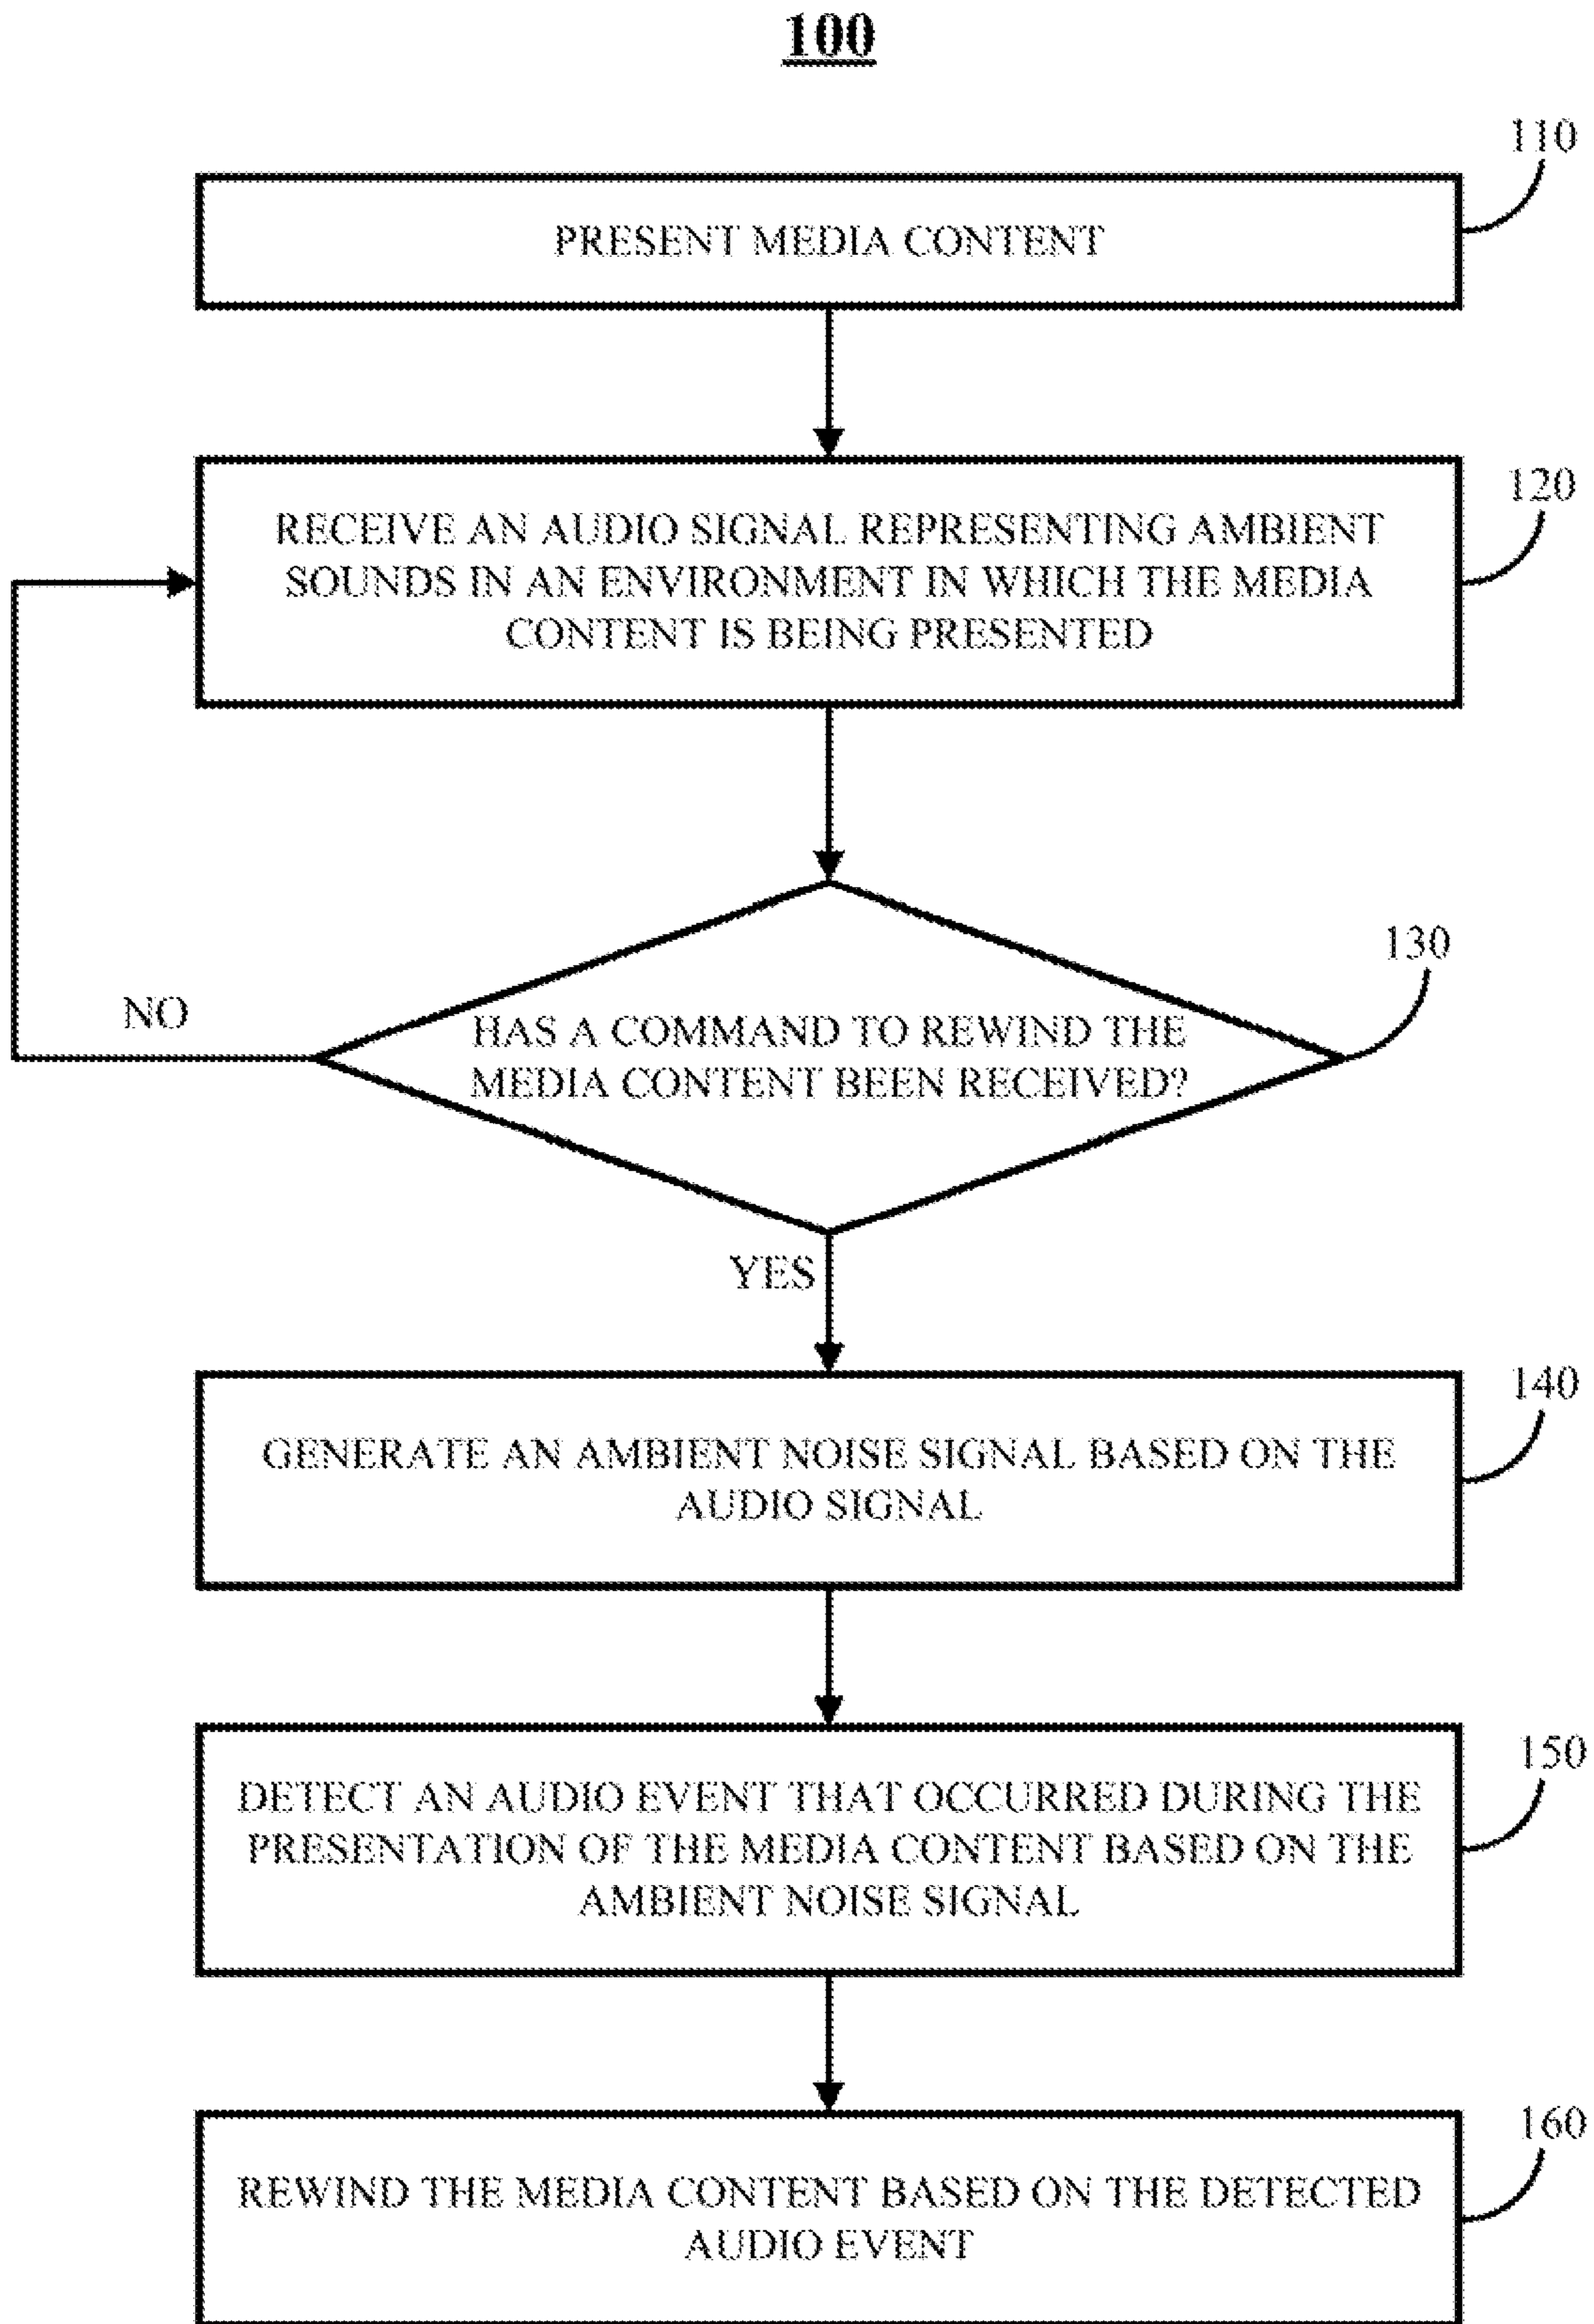 100
110
PRESENT MEDIA CONTENT
120
RECEIVE AN AUDIO SIGNAL REPRESENTING AMBIENT
SOUNDS IN AN ENVIRONMENT IN WHICH THE MEDIA
CONTENT IS BEING PRESENTED
130
NO
HAS A COMMAND TO REWIND THE
MEDIA CONTENT BEEN RECEIVED?
YES
140
GENERATE AN AMBIENT NOISE SIGNAL BASED ON THE
AUDIO SIGNAL
150
DETECT AN AUDIO EVENT THAT OCCURRED DURING THE
PRESENTATION OF THE MEDIA CONTENT BASED ON THE
AMBIENT NOISE SIGNAL
160
REWIND THE MEDIA CONTENT BASED ON THE DETECTED
AUDIO EVENT